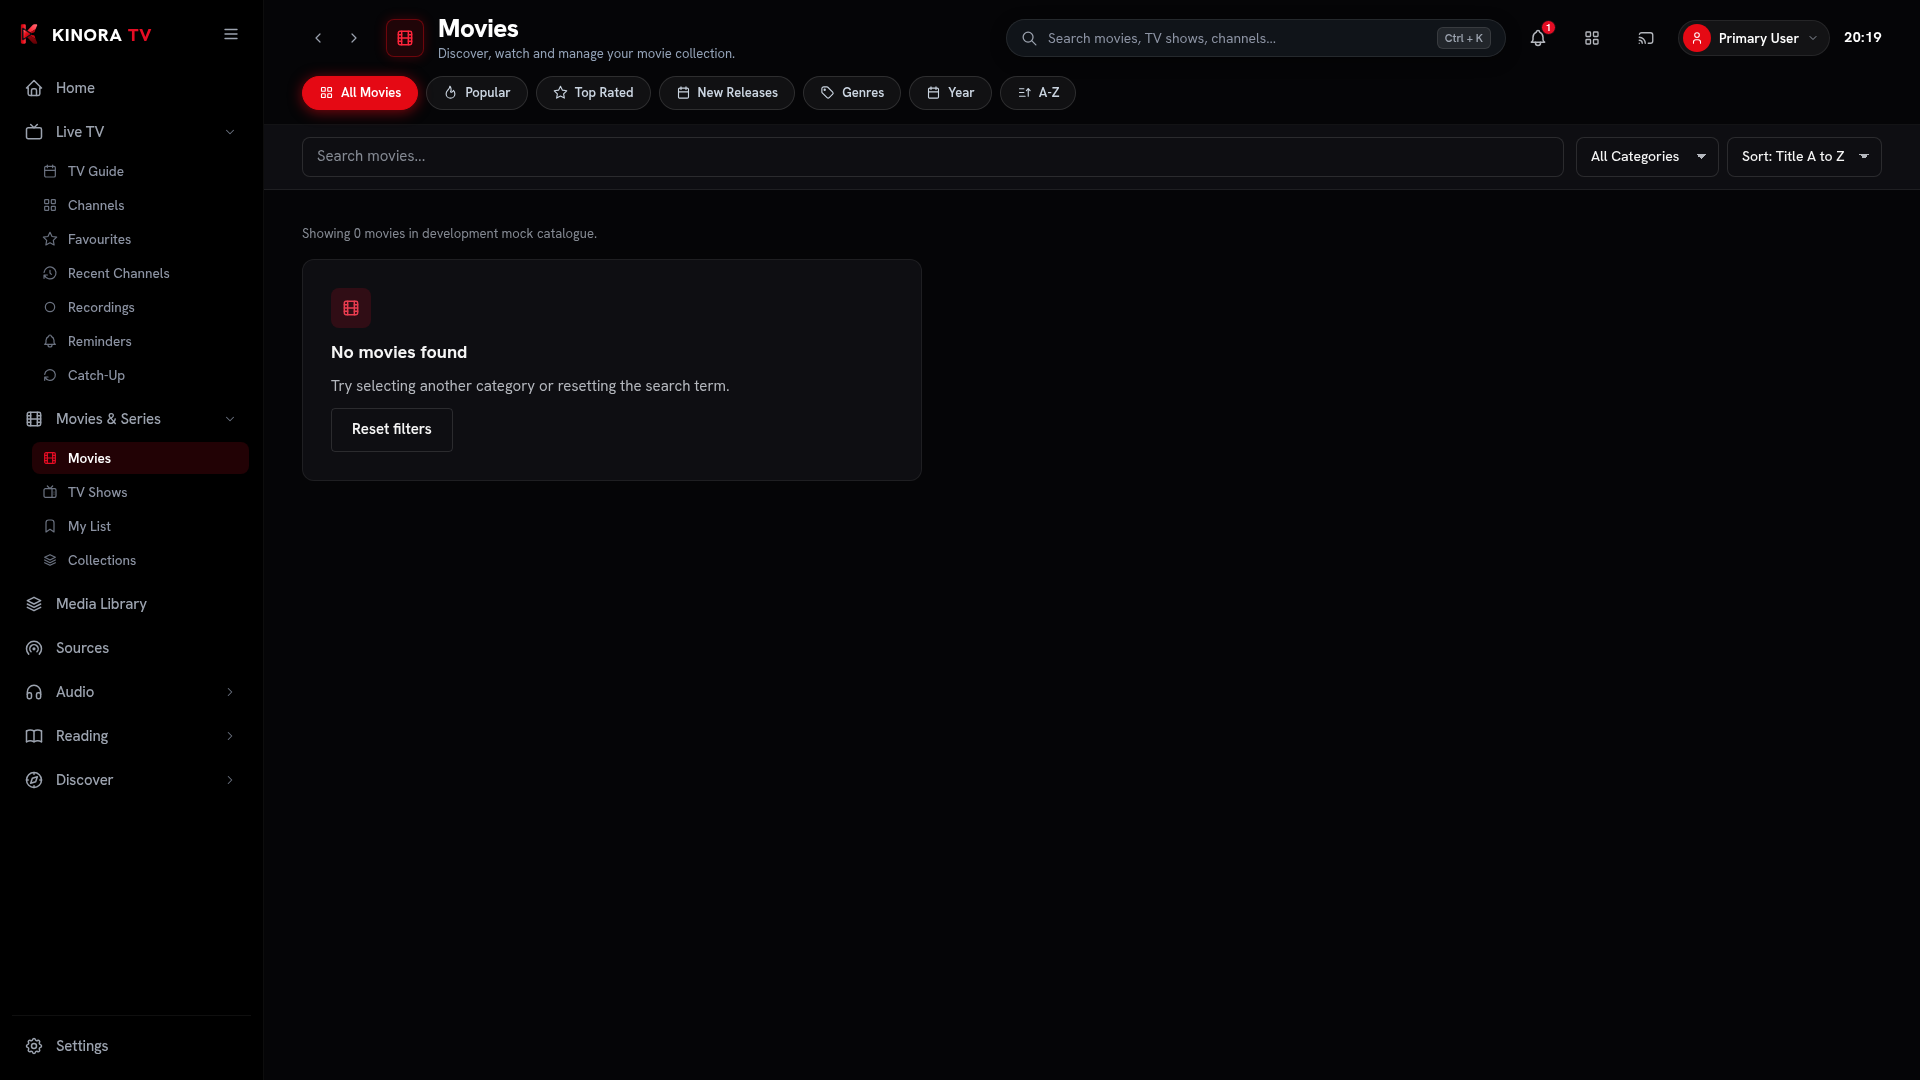 KINORA TV
Home
Live TV
TV Guide
Channels
Favourites
Recent Channels
Recordings
Reminders
Catch-Up
Movies & Series
Movies
TV Shows
My List
Collections
Media Library
Sources
Audio
Reading
Discover
Settings
Movies
Discover, watch and manage your movie collection.
Search movies, TV shows, channels...
Ctrl + K
1
Primary User
20:19
All Movies
Popular
Top Rated
New Releases
Genres
Year
A-Z
Search movies...
All Categories
Sort: Title A to Z
Showing 0 movies in development mock catalogue.
No movies found
Try selecting another category or resetting the search term.
Reset filters